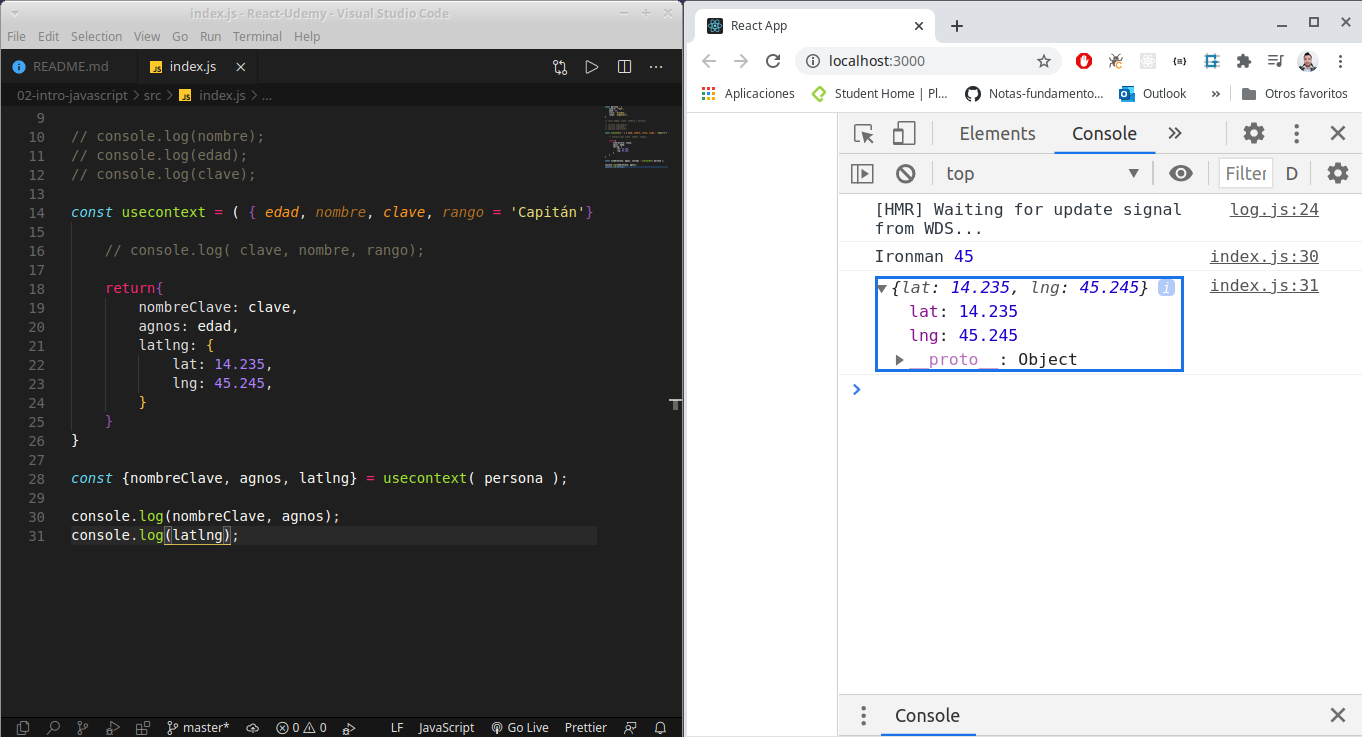 index.js - React-Udemy - Visual Studio Code
File Edit Selection View Go Run Terminal Help
README.md
JS index.js
02-intro-javascript > src > JS index.js > ...
9
10 // console.log(nombre);
11 // console.log(edad);
12 // console.log(clave);
13
14 const usecontext = ( { edad, nombre, clave, rango = 'Capitán'}
15
16 // console.log( clave, nombre, rango);
17
18 return{
19 nombreClave: clave,
20 agnos: edad,
21 latlng: {
22 lat: 14.235,
23 lng: 45.245,
24 }
25 }
26 }
27
28 const {nombreClave, agnos, latlng} = usecontext( persona );
29
30 console.log(nombreClave, agnos);
31 console.log(latlng);
master* 0 0 LF JavaScript Go Live Prettier
React App
localhost:3000
Aplicaciones Student Home | Pl... Notas-fundamento... Outlook » Otros favoritos
Elements Console »
top Filter D
[HMR] Waiting for update signal log.js:24
from WDS...
Ironman 45 index.js:30
{lat: 14.235, lng: 45.245} i index.js:31
lat: 14.235
lng: 45.245
__proto__: Object
Console